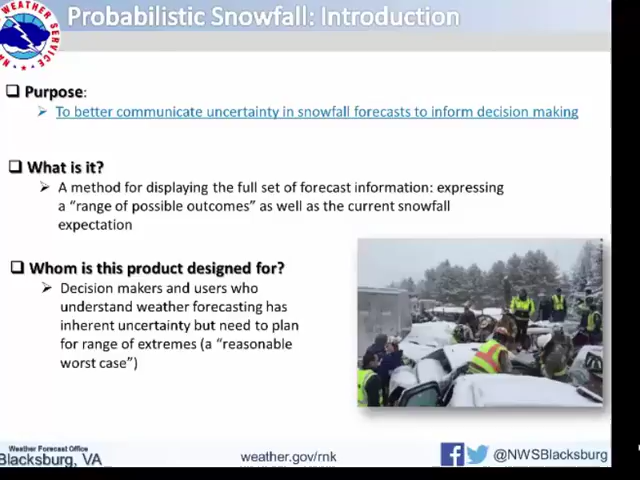 Probabilistic Snowfall: Introduction
Purpose:
To better communicate uncertainty in snowfall forecasts to inform decision making
What is it?
A method for displaying the full set of forecast information: expressing
a “range of possible outcomes” as well as the current snowfall
expectation
Whom is this product designed for?
Decision makers and users who
understand weather forecasting has
inherent uncertainty but need to plan
for range of extremes (a “reasonable
worst case”)
Weather Forecast Office
Blacksburg, VA
weather.gov/rnk
@NWSBlacksburg